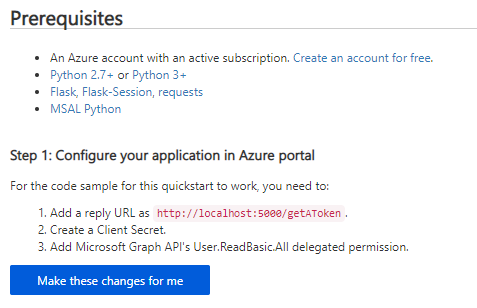 Prerequisites
• An Azure account with an active subscription. Create an account for free.
• Python 2.7+ or Python 3+
• Flask, Flask-Session, requests
• MSAL Python
Step 1: Configure your application in Azure portal
For the code sample for this quickstart to work, you need to:
1. Add a reply URL as http://localhost:5000/getAToken.
2. Create a Client Secret.
3. Add Microsoft Graph API's User.ReadBasic.All delegated permission.
Make these changes for me